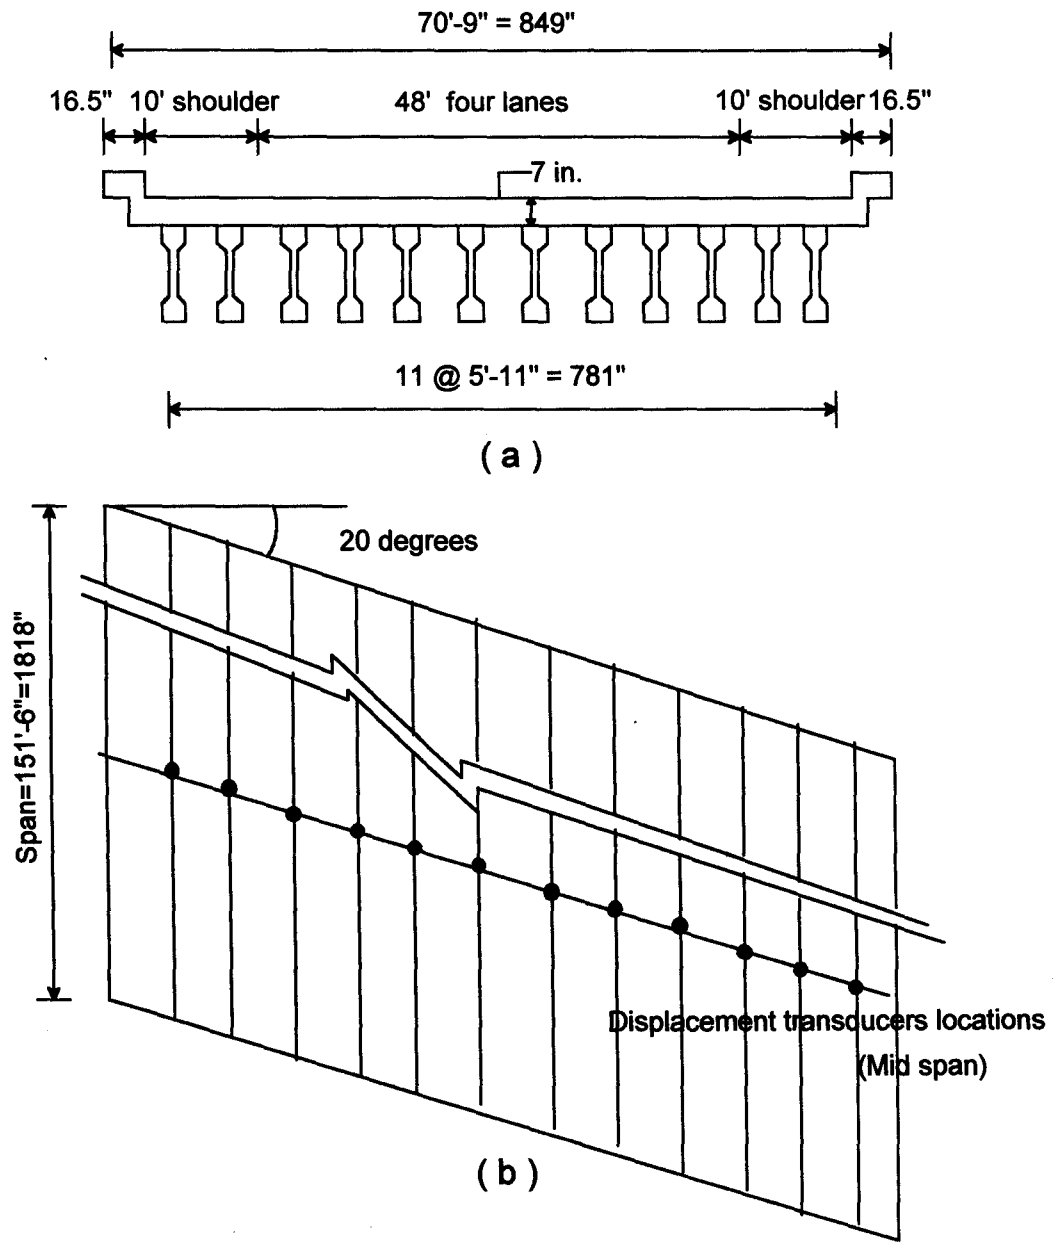 70'-9" = 849"
16.5" 10' shoulder 48' four lanes 10' shoulder 16.5"
7 in.
11 @ 5'-11" = 781"
( a )
20 degrees
Span=151'-6"=1818"
Displacement transducers locations
(Mid span)
( b )